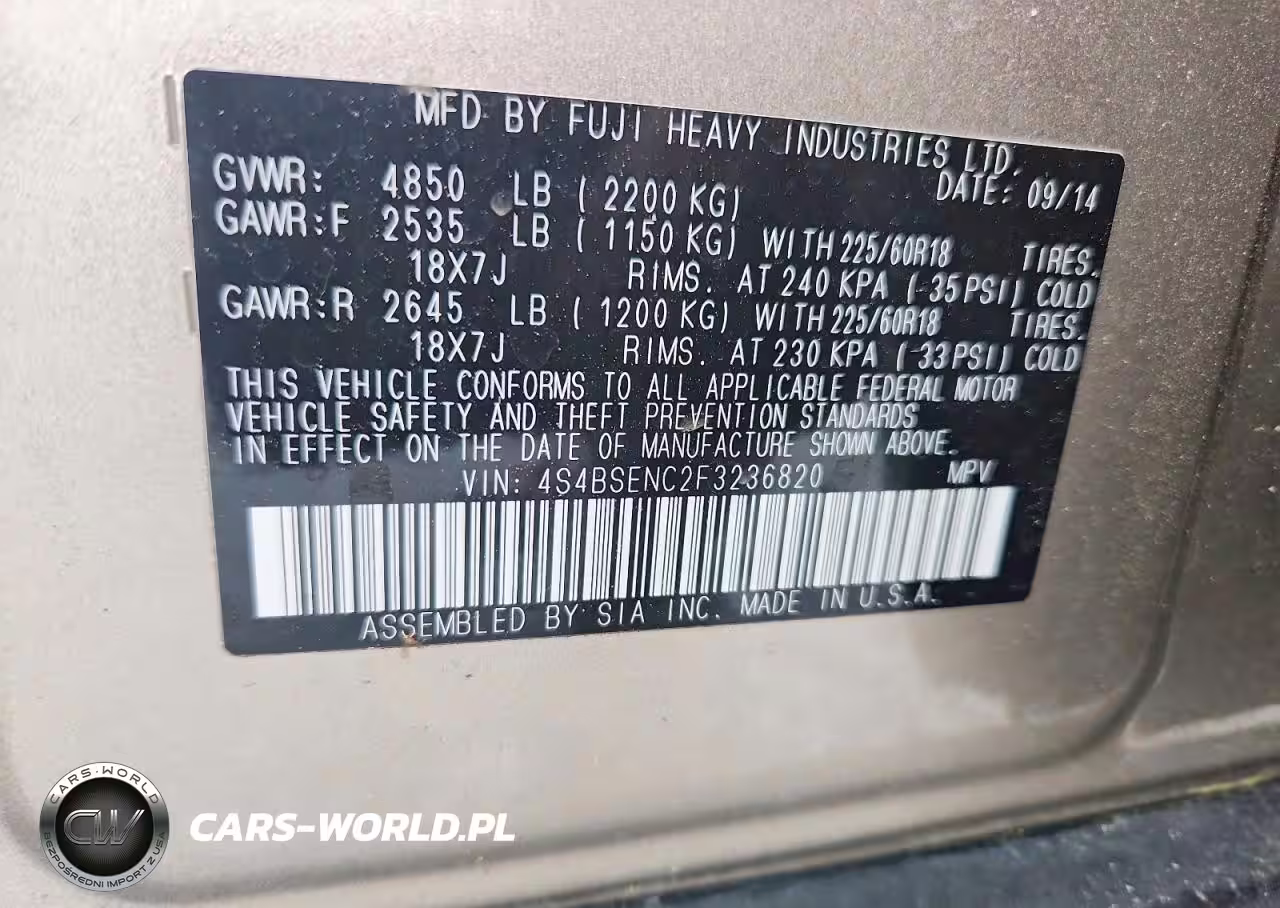 MFD BY FUJI HEAVY INDUSTRIES LTD.
DATE: 09/14
GVWR: 4850 LB ( 2200 KG)
GAWR:F 2535 LB ( 1150 KG) WITH 225/60R18 TIRES.
18X7J RIMS. AT 240 KPA ( 35 PSI) COLD
GAWR:R 2645 LB ( 1200 KG) WITH 225/60R18 TIRES.
18X7J RIMS. AT 230 KPA ( 33 PSI) COLD
THIS VEHICLE CONFORMS TO ALL APPLICABLE FEDERAL MOTOR
VEHICLE SAFETY AND THEFT PREVENTION STANDARDS
IN EFFECT ON THE DATE OF MANUFACTURE SHOWN ABOVE.
VIN: 4S4BSENC2F3236820 MPV
ASSEMBLED BY SIA INC. MADE IN U.S.A.
CARS-WORLD
CW
BEZPOŚREDNI IMPORT Z USA
CARS-WORLD.PL